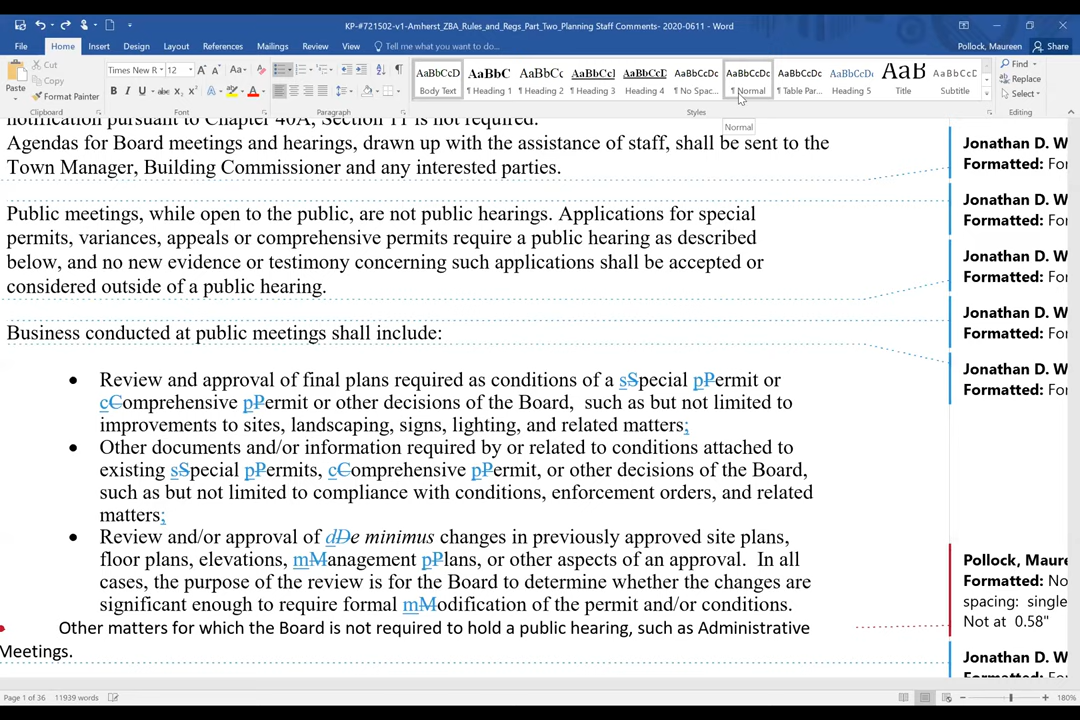 KP-#721502-v1-Amherst_ZBA_Rules_and_Regs_Part_Two_Planning Staff Comments- 2020-0611 - Word
File Home Insert Design Layout References Mailings Review View Tell me what you want to do... Pollock, Maureen Share
Cut
Copy
Format Painter
Paste
Clipboard
Times New R 12
Font
Paragraph
AaBbCcD AaBbC AaBbCc AaBbCcI AaBbCcD AaBbCcDc AaBbCcDc AaBbCcDc AaBbCcDc AaB AaBbCcD
Body Text Heading 1 Heading 2 Heading 3 Heading 4 ¶ No Spac... ¶ Normal ¶ Table Par... Heading 5 Title Subtitle
Styles
Find
Replace
Select
Editing
Normal
notification pursuant to Chapter 40A, Section 11 is not required.
Agendas for Board meetings and hearings, drawn up with the assistance of staff, shall be sent to the
Town Manager, Building Commissioner and any interested parties.
Public meetings, while open to the public, are not public hearings. Applications for special
permits, variances, appeals or comprehensive permits require a public hearing as described
below, and no new evidence or testimony concerning such applications shall be accepted or
considered outside of a public hearing.
Business conducted at public meetings shall include:
• Review and approval of final plans required as conditions of a sSpecial pPermit or
cComprehensive pPermit or other decisions of the Board, such as but not limited to
improvements to sites, landscaping, signs, lighting, and related matters;
• Other documents and/or information required by or related to conditions attached to
existing sSpecial pPermits, cComprehensive pPermit, or other decisions of the Board,
such as but not limited to compliance with conditions, enforcement orders, and related
matters;
• Review and/or approval of dDe minimus changes in previously approved site plans,
floor plans, elevations, mManagement pPlans, or other aspects of an approval. In all
cases, the purpose of the review is for the Board to determine whether the changes are
significant enough to require formal mModification of the permit and/or conditions.
• Other matters for which the Board is not required to hold a public hearing, such as Administrative
Meetings.
Jonathan D. W
Formatted: For
Jonathan D. W
Formatted: For
Jonathan D. W
Formatted: For
Jonathan D. W
Formatted: For
Jonathan D. W
Formatted: For
Pollock, Maure
Formatted: No
spacing: single
Not at 0.58"
Jonathan D. W
Page 1 of 36 11939 words 180%